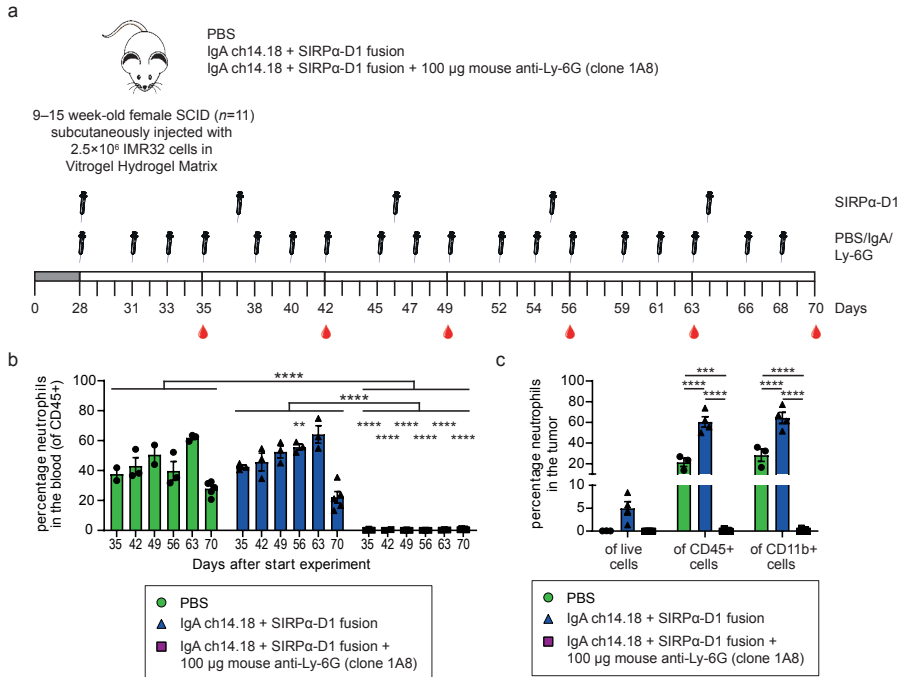 a
PBS
IgA ch14.18 + SIRPα-D1 fusion
IgA ch14.18 + SIRPα-D1 fusion + 100 µg mouse anti-Ly-6G (clone 1A8)
9–15 week-old female SCID (n=11)
subcutaneously injected with
2.5×10⁶ IMR32 cells in
Vitrogel Hydrogel Matrix
SIRPα-D1
PBS/IgA/
Ly-6G
0 28 31 33 35 38 40 42 45 47 49 52 54 56 59 61 63 66 68 70 Days
b
percentage neutrophils
in the blood (of CD45+)
100
80
60
40
20
0
****
****
**
**** **** ****
**** **** ****
35 42 49 56 63 70 35 42 49 56 63 70 35 42 49 56 63 70
Days after start experiment
PBS
IgA ch14.18 + SIRPα-D1 fusion
IgA ch14.18 + SIRPα-D1 fusion +
100 µg mouse anti-Ly-6G (clone 1A8)
c
percentage neutrophils
in the tumor
100
80
60
40
20
10
5
0
*** ****
**** **** **** ****
of live
cells
of CD45+
cells
of CD11b+
cells
PBS
IgA ch14.18 + SIRPα-D1 fusion
IgA ch14.18 + SIRPα-D1 fusion +
100 µg mouse anti-Ly-6G (clone 1A8)